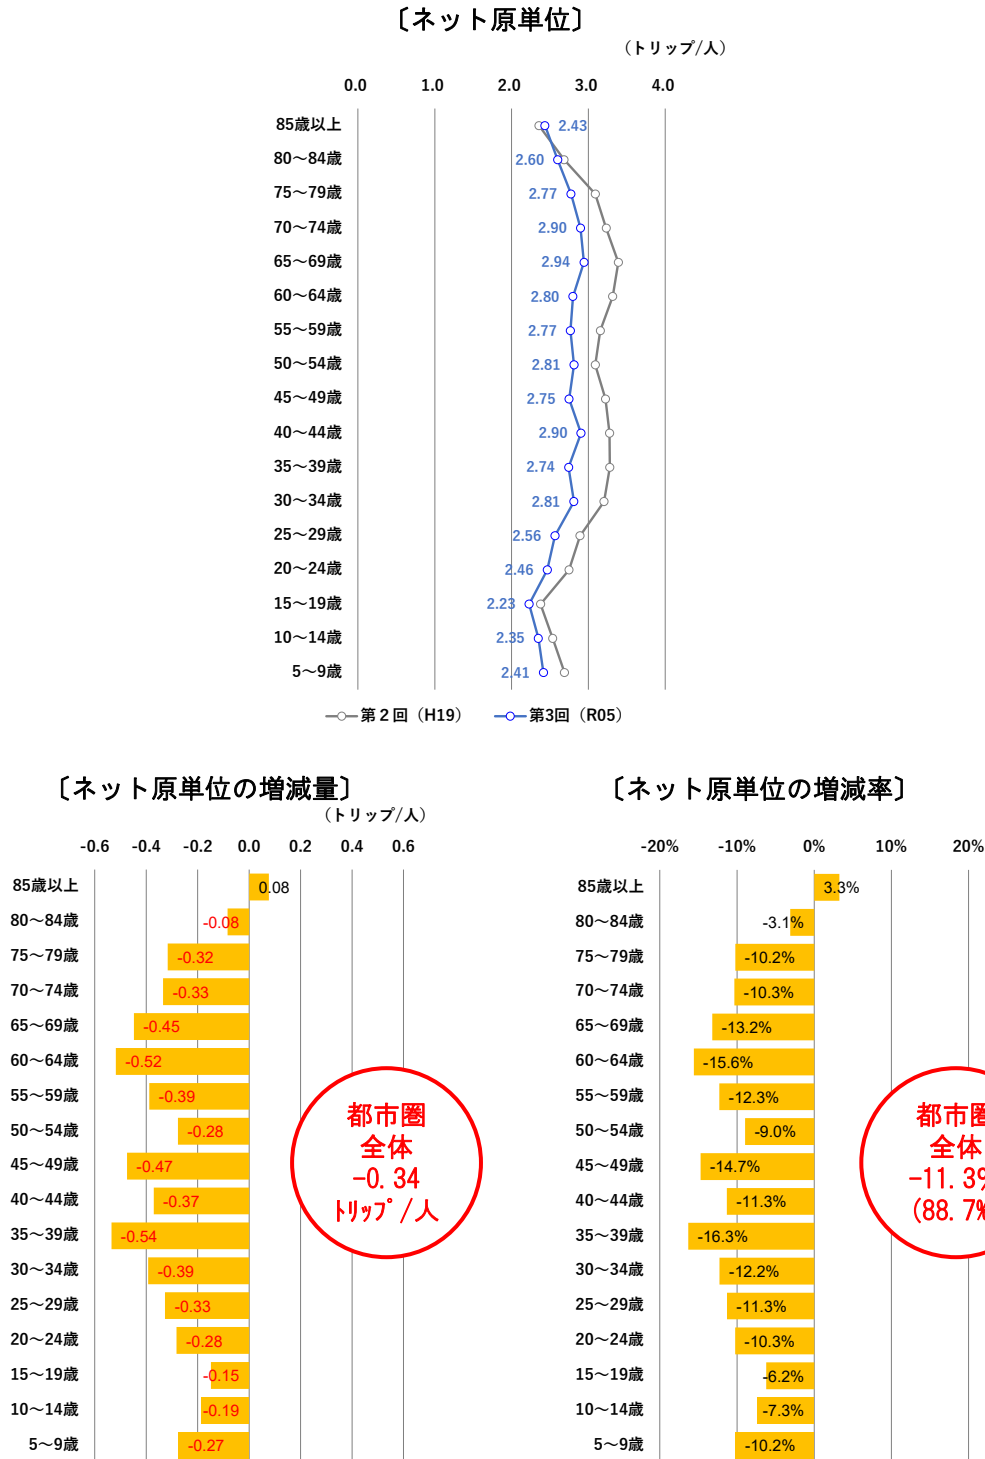 〔ネット原単位〕
（トリップ/人）
0.0 1.0 2.0 3.0 4.0
85歳以上 2.43
80～84歳 2.60
75～79歳 2.77
70～74歳 2.90
65～69歳 2.94
60～64歳 2.80
55～59歳 2.77
50～54歳 2.81
45～49歳 2.75
40～44歳 2.90
35～39歳 2.74
30～34歳 2.81
25～29歳 2.56
20～24歳 2.46
15～19歳 2.23
10～14歳 2.35
5～9歳 2.41
第２回（H19） 第3回（R05）
〔ネット原単位の増減量〕
（トリップ/人）
-0.6 -0.4 -0.2 0.0 0.2 0.4 0.6
85歳以上 0.08
80～84歳 -0.08
75～79歳 -0.32
70～74歳 -0.33
65～69歳 -0.45
60～64歳 -0.52
55～59歳 -0.39
50～54歳 -0.28
45～49歳 -0.47
40～44歳 -0.37
35～39歳 -0.54
30～34歳 -0.39
25～29歳 -0.33
20～24歳 -0.28
15～19歳 -0.15
10～14歳 -0.19
5～9歳 -0.27
都市圏
全体
-0.34
ﾄﾘｯﾌﾟ/人
〔ネット原単位の増減率〕
-20% -10% 0% 10% 20%
85歳以上 3.3%
80～84歳 -3.1%
75～79歳 -10.2%
70～74歳 -10.3%
65～69歳 -13.2%
60～64歳 -15.6%
55～59歳 -12.3%
50～54歳 -9.0%
45～49歳 -14.7%
40～44歳 -11.3%
35～39歳 -16.3%
30～34歳 -12.2%
25～29歳 -11.3%
20～24歳 -10.3%
15～19歳 -6.2%
10～14歳 -7.3%
5～9歳 -10.2%
都市圏
全体
-11.3%
(88.7%